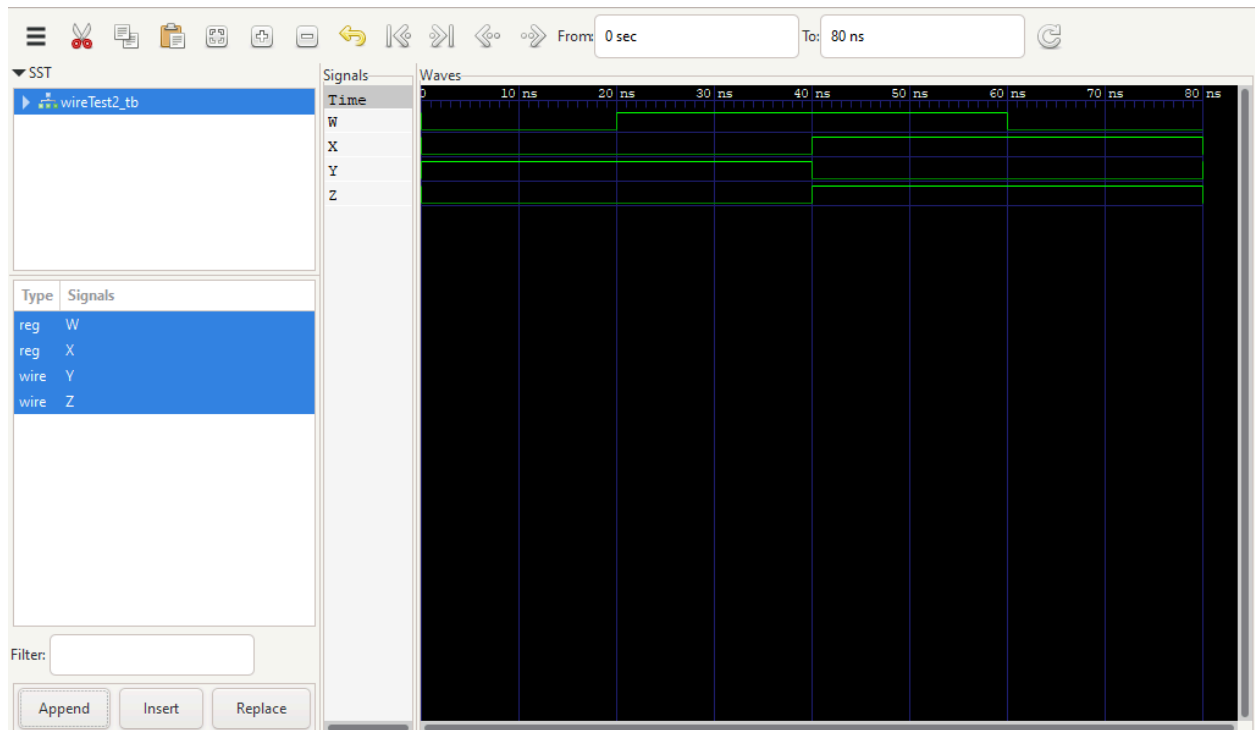 From: 0 sec To: 80 ns
SST
wireTest2_tb
Type Signals
reg W
reg X
wire Y
wire Z
Filter:
Append Insert Replace
Signals
Time
W
X
Y
Z
Waves
0 10 ns 20 ns 30 ns 40 ns 50 ns 60 ns 70 ns 80 ns